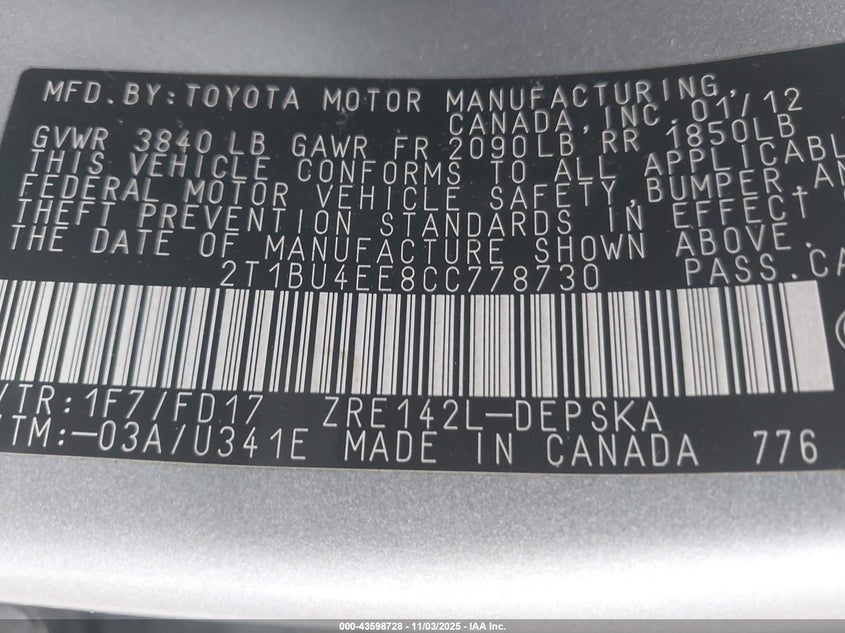 MFD.BY:TOYOTA MOTOR MANUFACTURING,
CANADA,INC. 01/12
GVWR 3840 LB GAWR FR 2090LB RR 1850LB
THIS VEHICLE CONFORMS TO ALL APPLICABL
FEDERAL MOTOR VEHICLE SAFETY,BUMPER,AN
THEFT PREVENTION STANDARDS IN EFFECT
THE DATE OF MANUFACTURE SHOWN ABOVE.
2T1BU4EE8CC778730 PASS.CA
/TR:1F7/FD17 ZRE142L-DEPSKA
/TM:-03A/U341E MADE IN CANADA 776
000-43598728 - 11/03/2025 - IAA Inc.